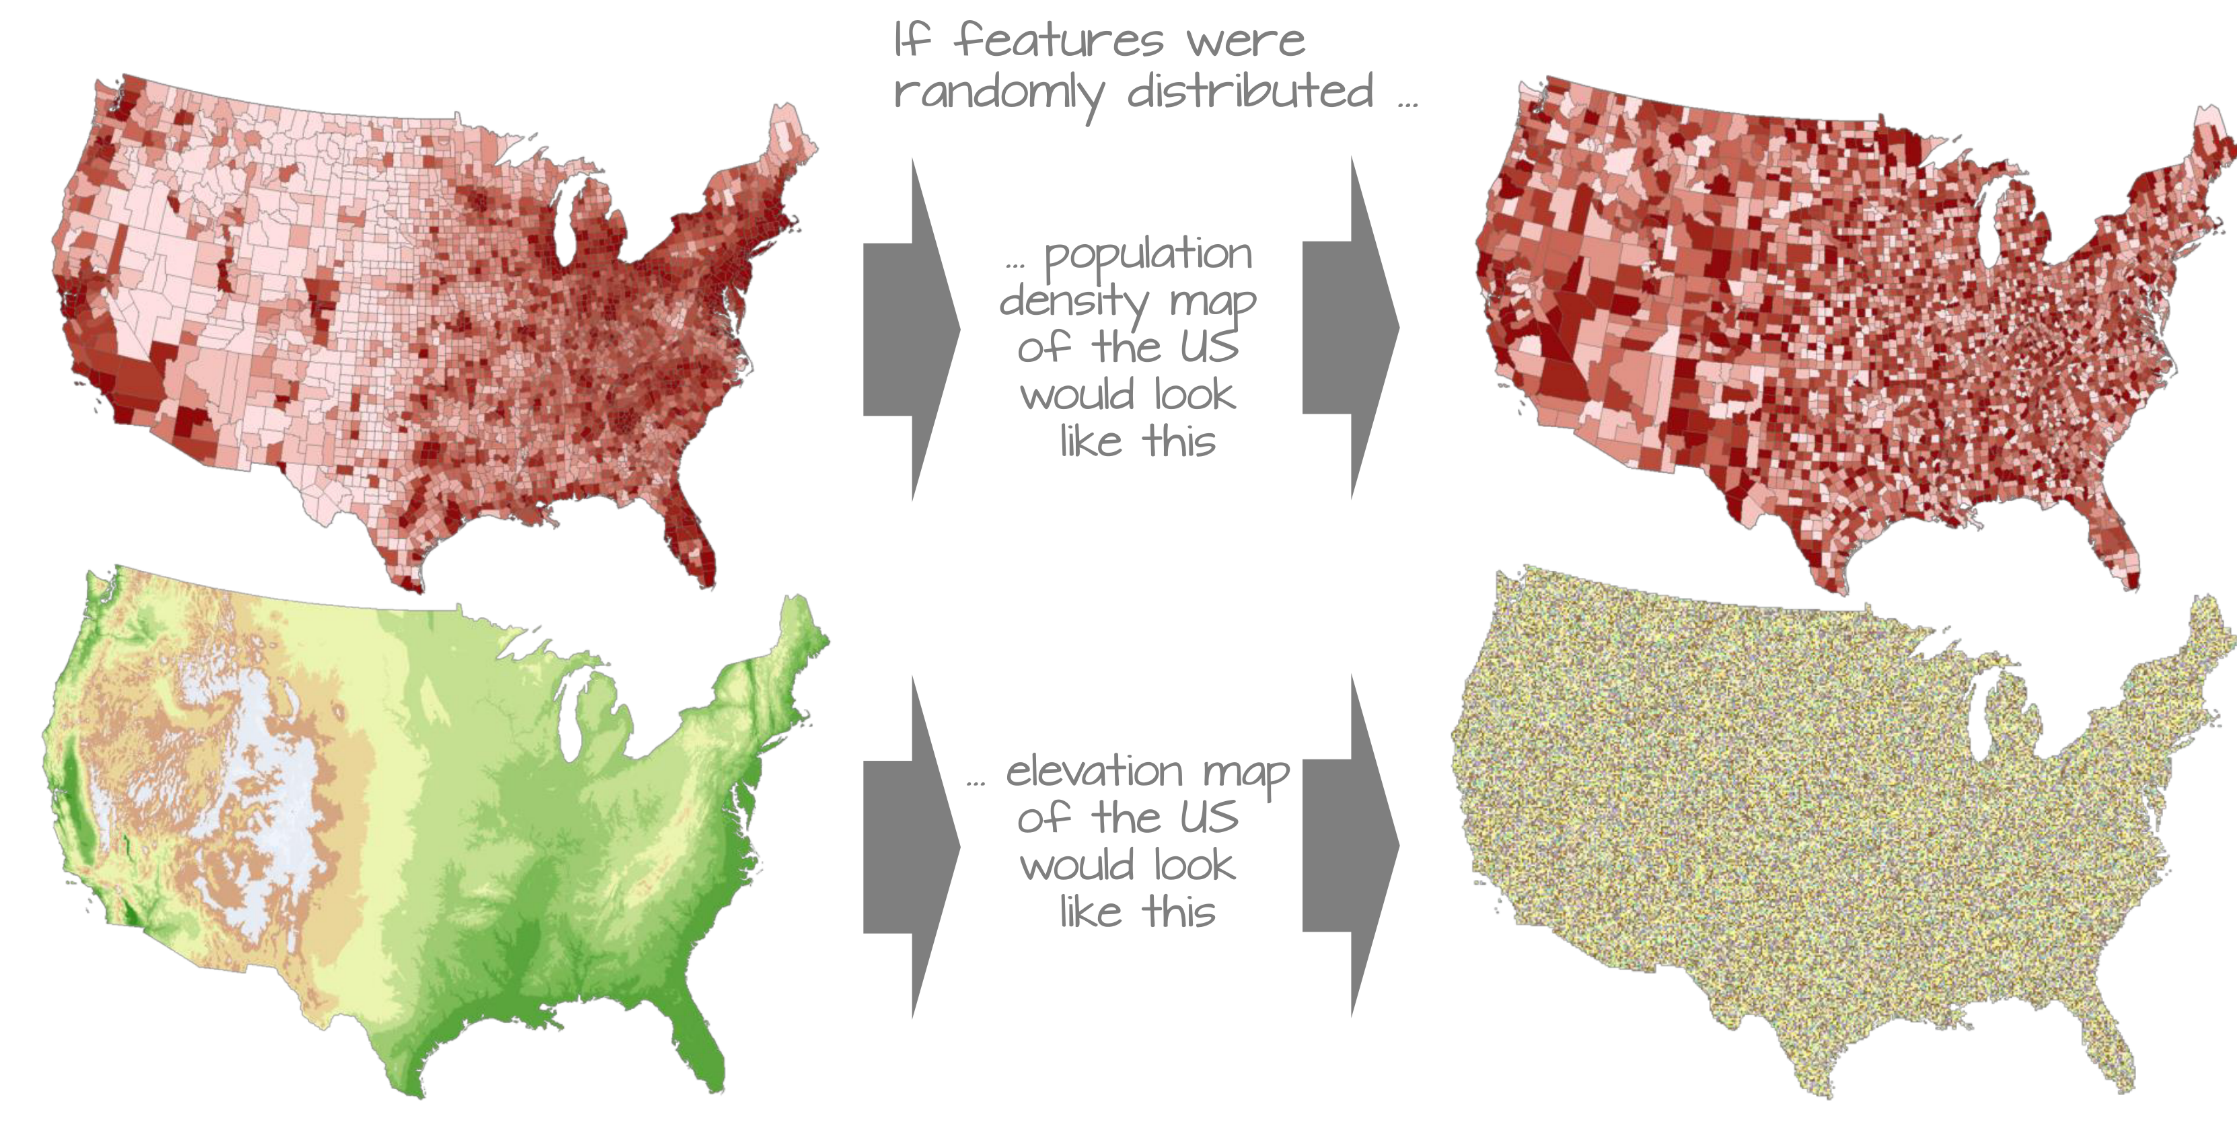 If features were
randomly distributed ...
... population
density map
of the US
would look
like this
... elevation map
of the US
would look
like this